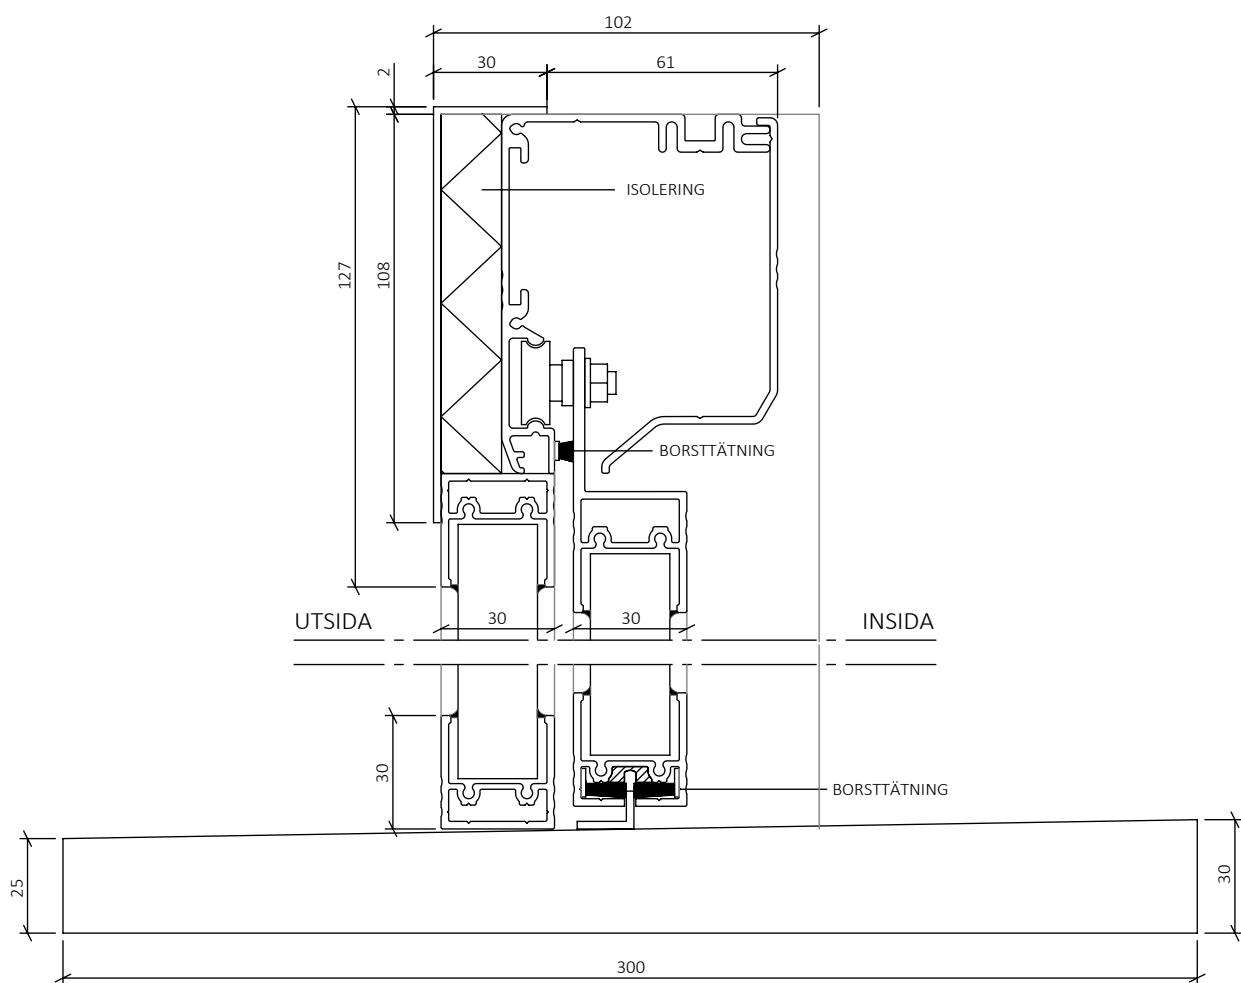 102
30
61
2
127
108
ISOLERING
BORSTTÄTNING
UTSIDA
30
30
INSIDA
30
BORSTTÄTNING
25
30
300